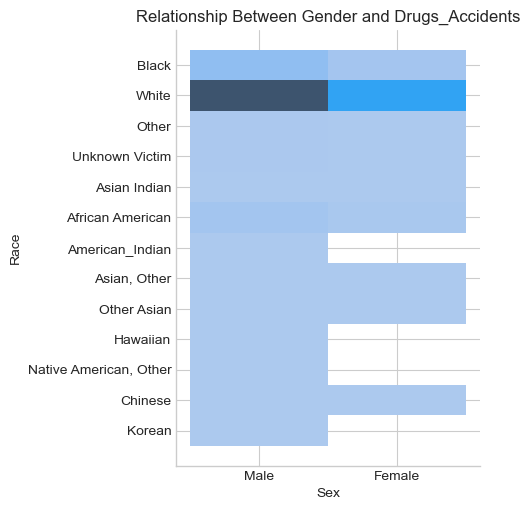 Relationship Between Gender and Drugs_Accidents
Black
White
Other
Unknown Victim
Asian Indian
African American
American_Indian
Asian, Other
Other Asian
Hawaiian
Native American, Other
Chinese
Korean
Race
Male Female
Sex